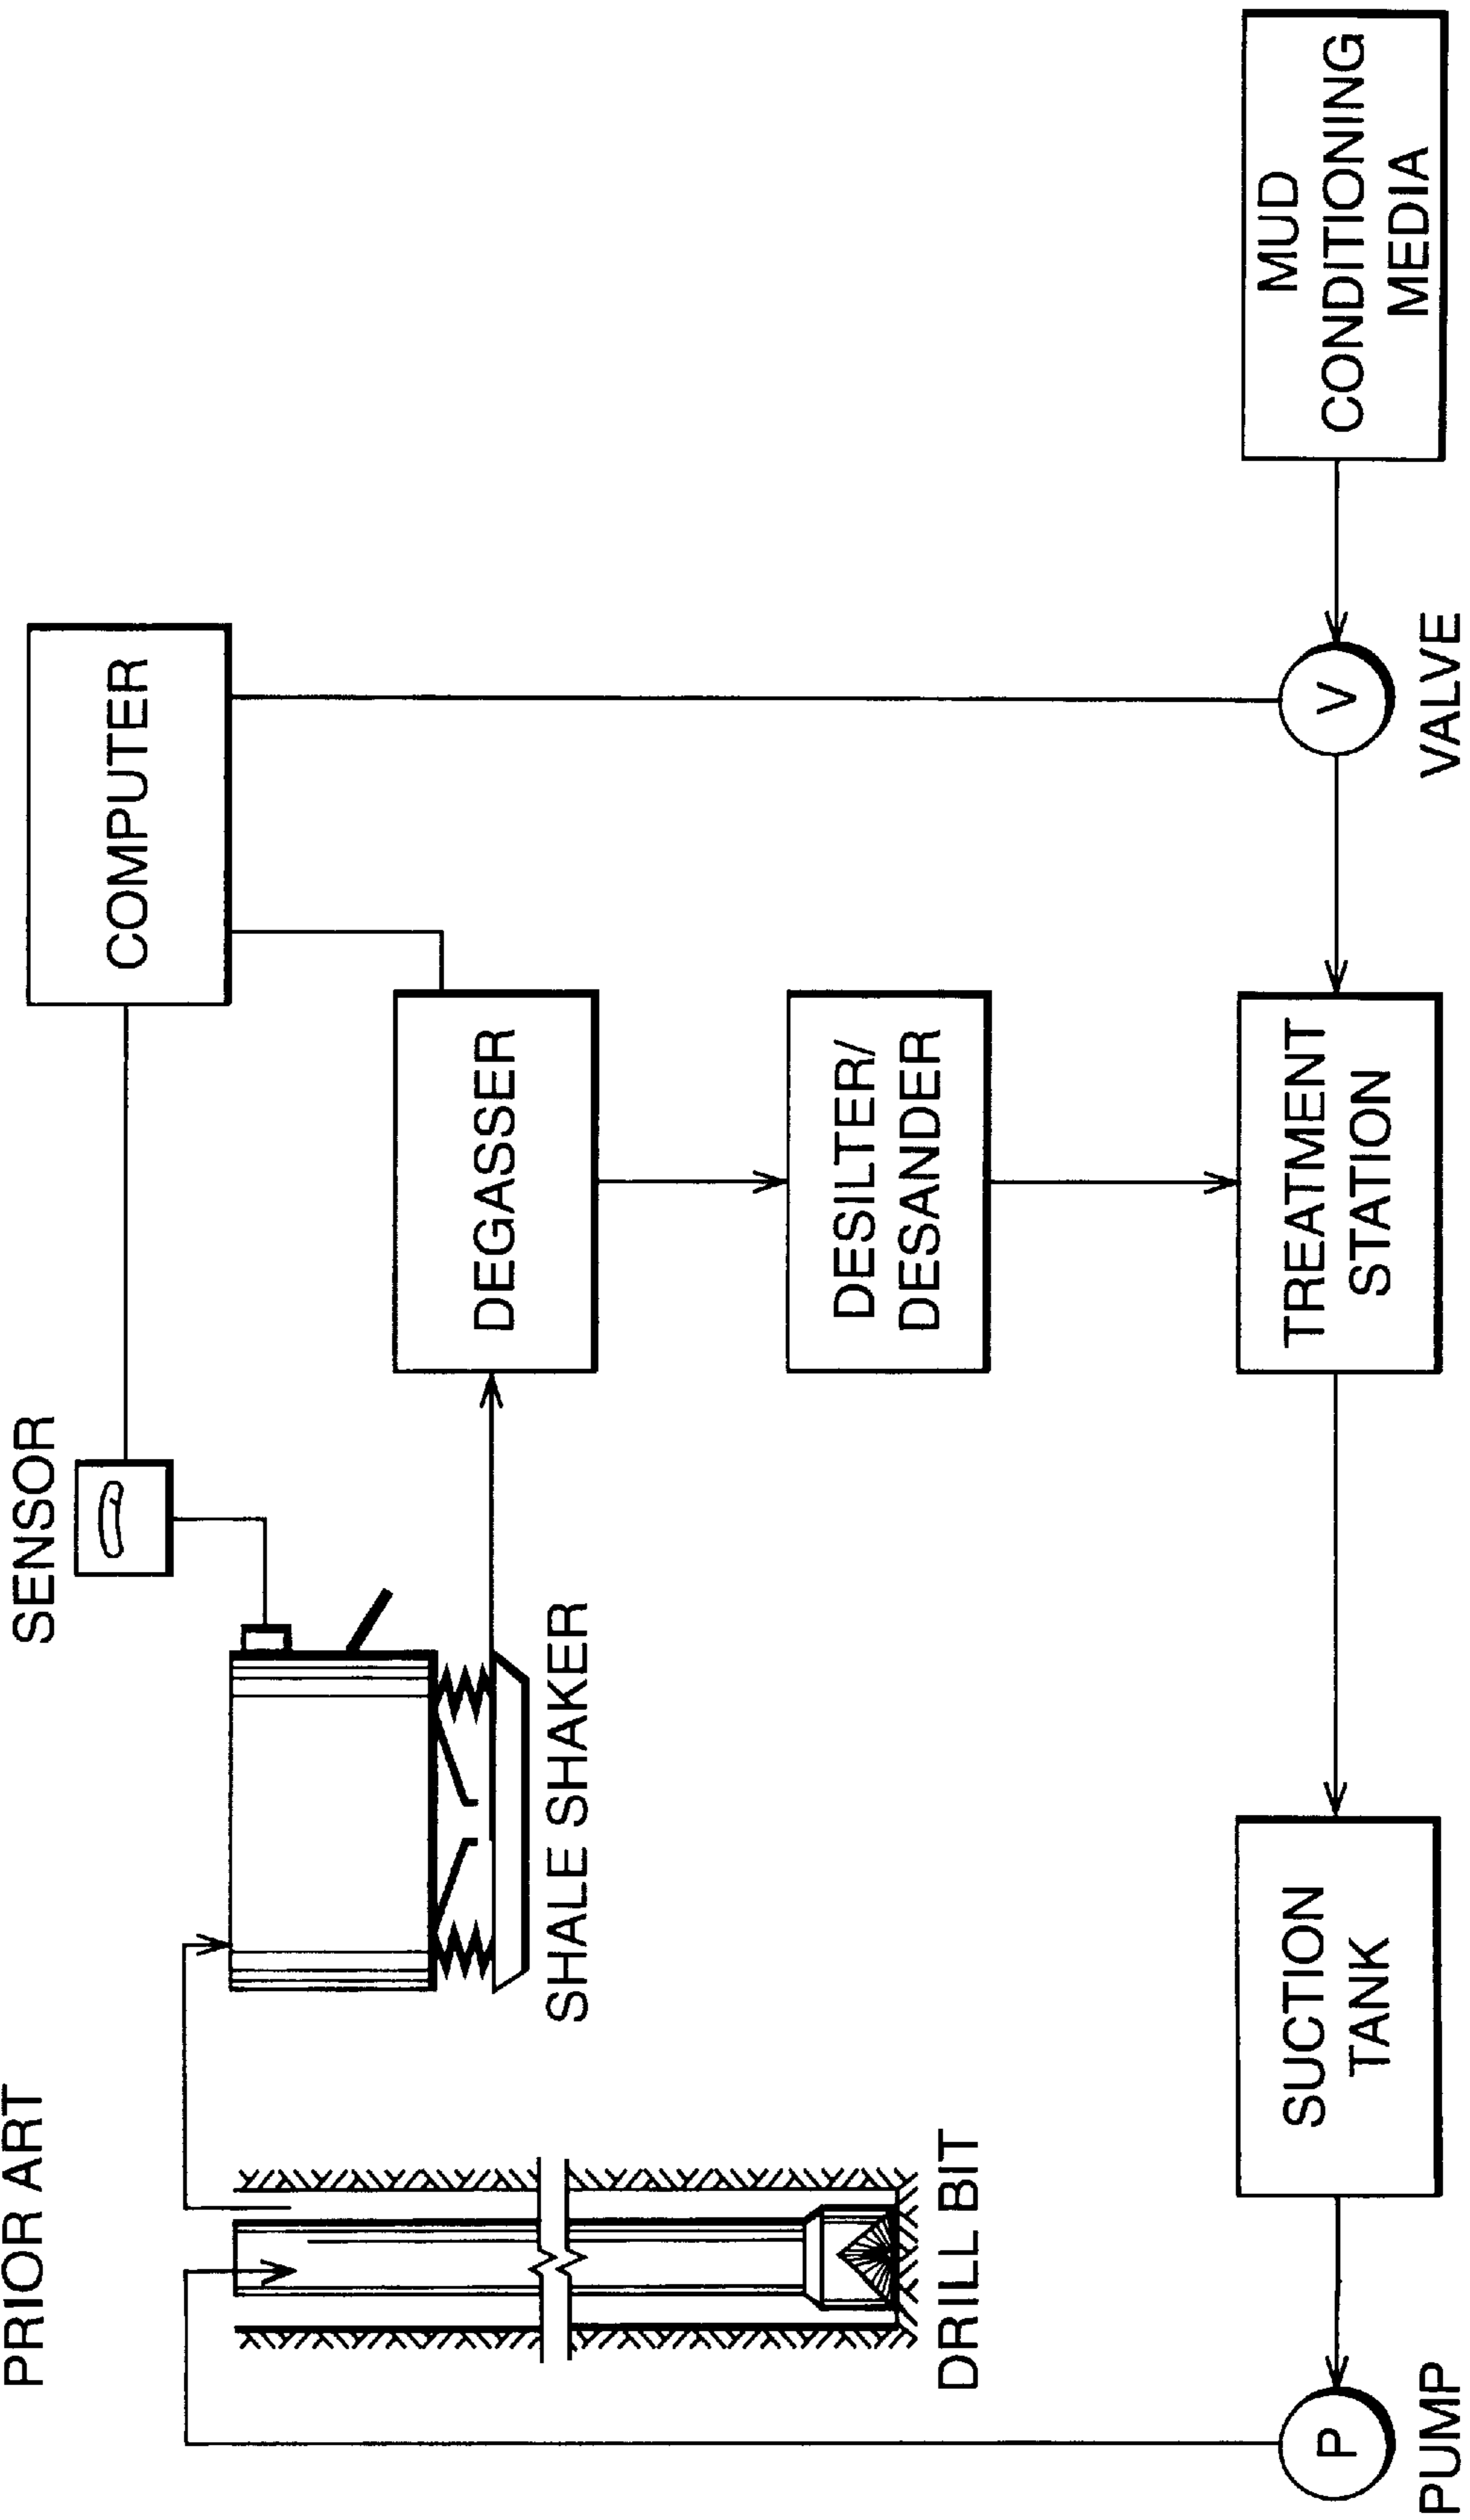 PRIOR ART
SENSOR
COMPUTER
SHALE SHAKER
DEGASSER
DESILTER/
DESANDER
DRILL BIT
P
PUMP
SUCTION
TANK
TREATMENT
STATION
V
VALVE
MUD
CONDITIONING
MEDIA